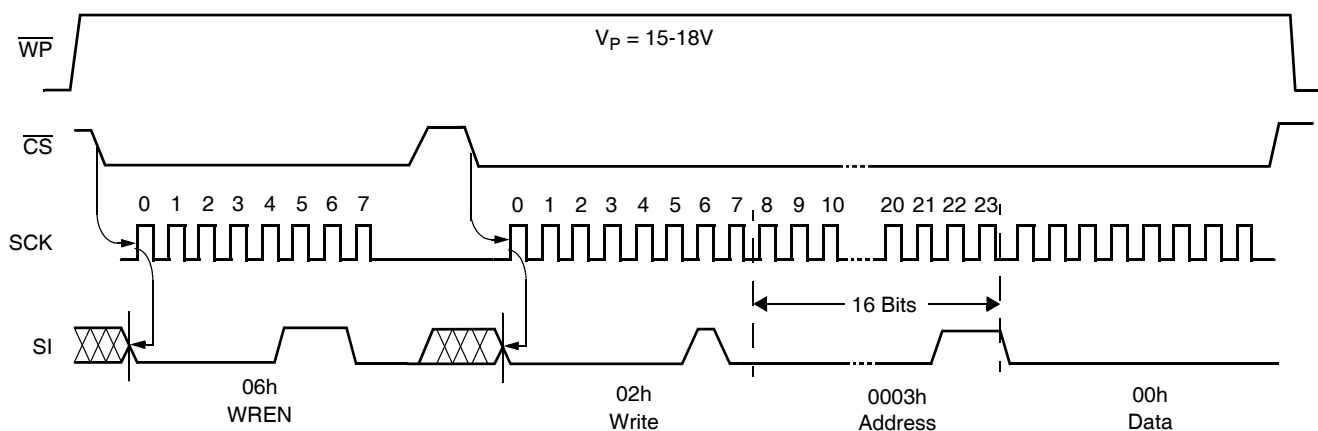 WP
V_P = 15-18V
CS
0 1 2 3 4 5 6 7 0 1 2 3 4 5 6 7 8 9 10 20 21 22 23
SCK
16 Bits
SI
06h 02h 0003h 00h
WREN Write Address Data